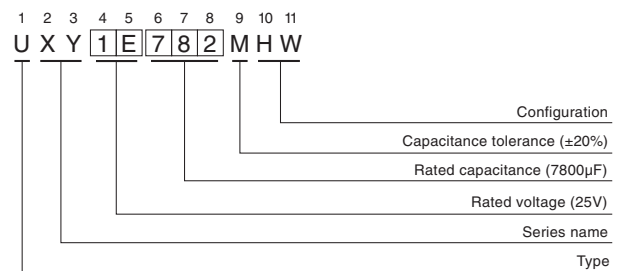 1 2 3 4 5 6 7 8 9 10 11
U X Y 1 E 7 8 2 M H W
Configuration
Capacitance tolerance (±20%)
Rated capacitance (7800µF)
Rated voltage (25V)
Series name
Type